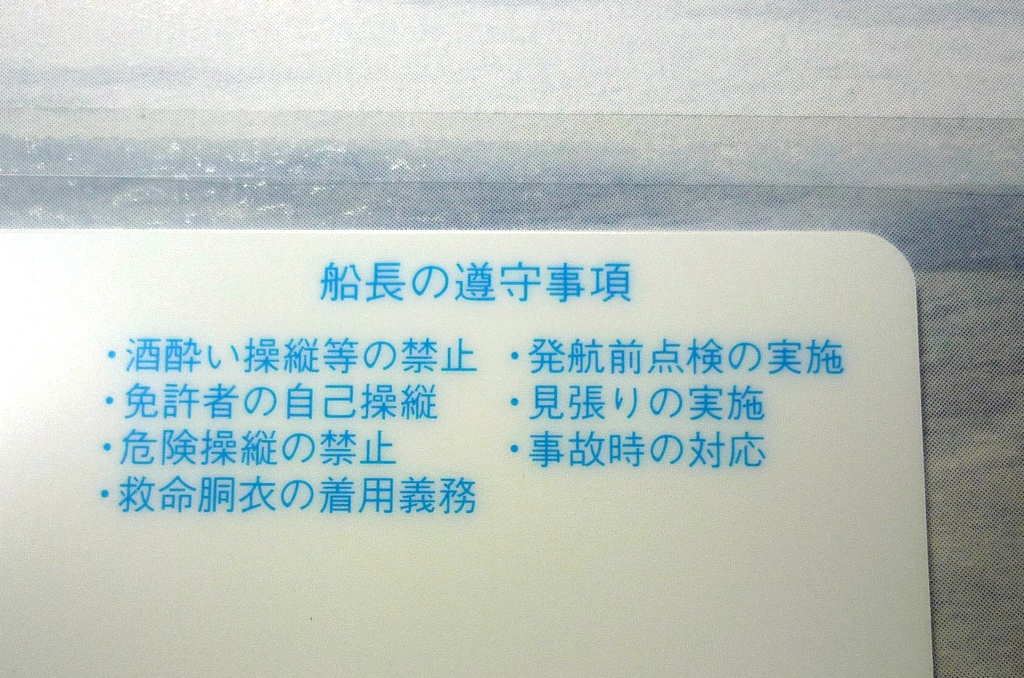 船長の遵守事項
・酒酔い操縦等の禁止
・免許者の自己操縦
・危険操縦の禁止
・救命胴衣の着用義務
・発航前点検の実施
・見張りの実施
・事故時の対応